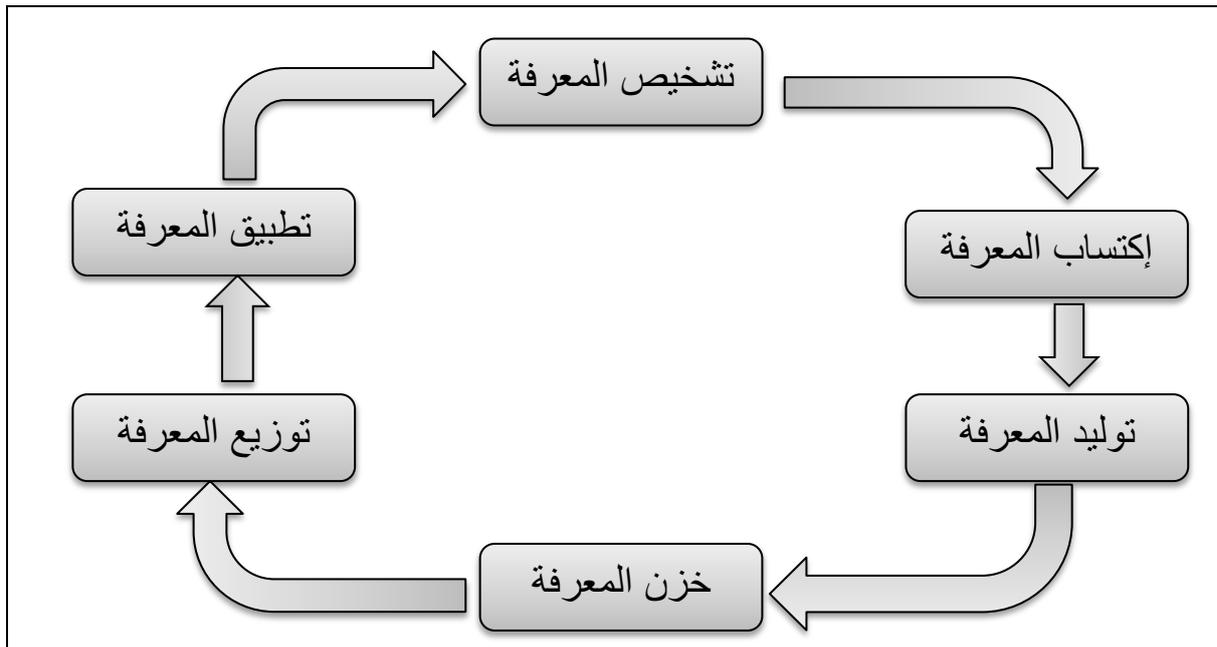 تشخيص المعرفة
إكتساب المعرفة
توليد المعرفة
خزن المعرفة
توزيع المعرفة
تطبيق المعرفة